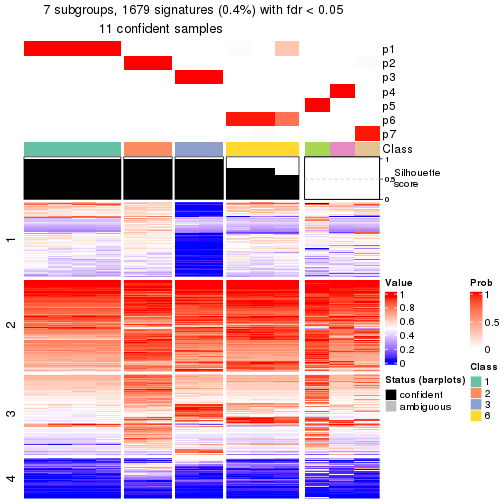 7 subgroups, 1679 signatures (0.4%) with fdr < 0.05
11 confident samples
p1
p2
p3
p4
p5
p6
p7
Class
1
0.5
0
Silhouette
score
1
2
3
4
Value
1
0.8
0.6
0.4
0.2
0
Prob
1
0.5
0
Status (barplots)
confident
ambiguous
Class
1
2
3
6